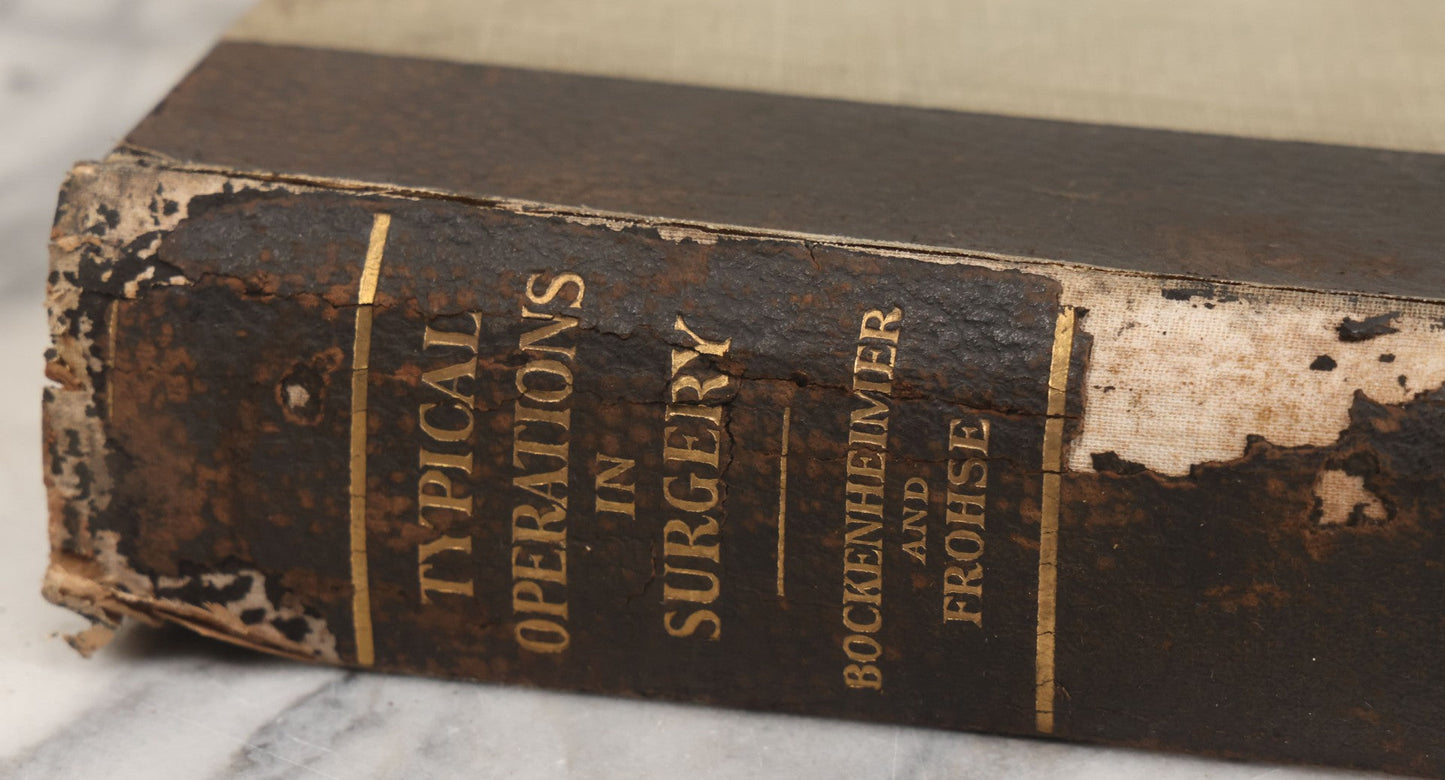 TYPICAL
OPERATIONS
IN
SURGERY
BOCKENHEIMER
AND
FROHSE